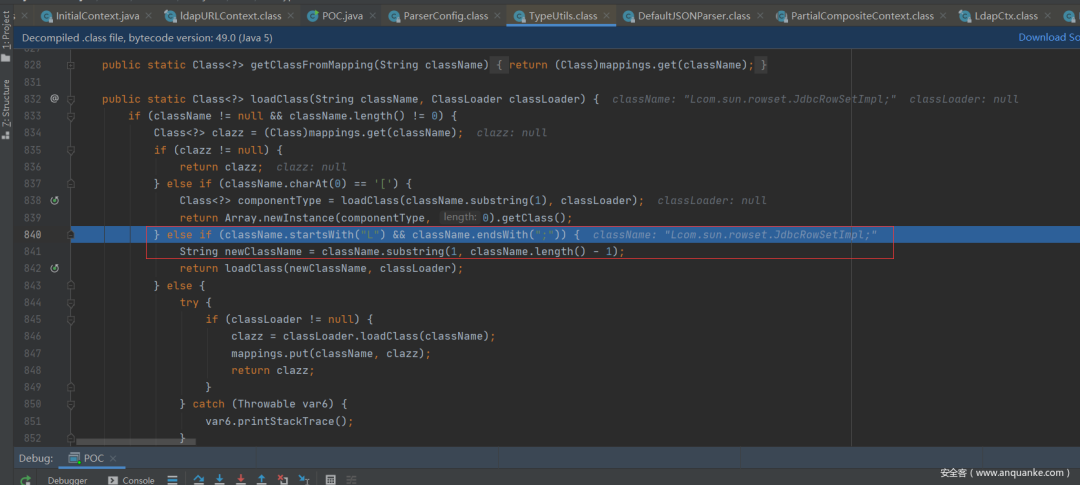 InitialContext.java × ldapURLContext.class × POC.java × ParserConfig.class × TypeUtils.class × DefaultJSONParser.class × PartialCompositeContext.class × LdapCtx.class ×
1: Project
Z: Structure
Decompiled .class file, bytecode version: 49.0 (Java 5) Download So
828 public static Class<?> getClassFromMapping(String className) { return (Class)mappings.get(className); }
831
832 @ public static Class<?> loadClass(String className, ClassLoader classLoader) { className: "Lcom.sun.rowset.JdbcRowSetImpl;" classLoader: null
833 if (className != null && className.length() != 0) {
834 Class<?> clazz = (Class)mappings.get(className); clazz: null
835 if (clazz != null) {
836 return clazz; clazz: null
837 } else if (className.charAt(0) == '[') {
838 Class<?> componentType = loadClass(className.substring(1), classLoader); classLoader: null
839 return Array.newInstance(componentType, length: 0).getClass();
840 } else if (className.startsWith("L") && className.endsWith(";")) { className: "Lcom.sun.rowset.JdbcRowSetImpl;"
841 String newClassName = className.substring(1, className.length() - 1);
842 return loadClass(newClassName, classLoader);
843 } else {
844 try {
845 if (classLoader != null) {
846 clazz = classLoader.loadClass(className);
847 mappings.put(className, clazz);
848 return clazz;
849 }
850 } catch (Throwable var6) {
851 var6.printStackTrace();
852 }
Debug: POC ×
Debugger Console
安全客（www.anquanke.com）